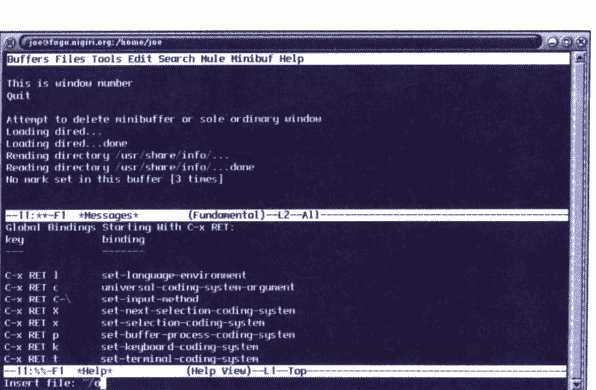 joe@fugu.nigiri.org:/home/joe
Buffers Files Tools Edit Search Mule Minibuf Help
This is window number
Quit
Attempt to delete minibuffer or sole ordinary window
Loading dired...
Loading dired...done
Reading directory /usr/share/info/...
Reading directory /usr/share/info/...done
No mark set in this buffer [3 times]
--11:**-F1  *Messages*  (Fundamental)--L2--All
Global Bindings Starting With C-x RET:
key binding
--- -------
C-x RET l set-language-environment
C-x RET c universal-coding-system-argument
C-x RET C-\ set-input-method
C-x RET X set-next-selection-coding-system
C-x RET x set-selection-coding-system
C-x RET p set-buffer-process-coding-system
C-x RET k set-keyboard-coding-system
C-x RET t set-terminal-coding-system
--11:%%-F1  *Help*  (Help View)--L1--Top
Insert file: ~/o